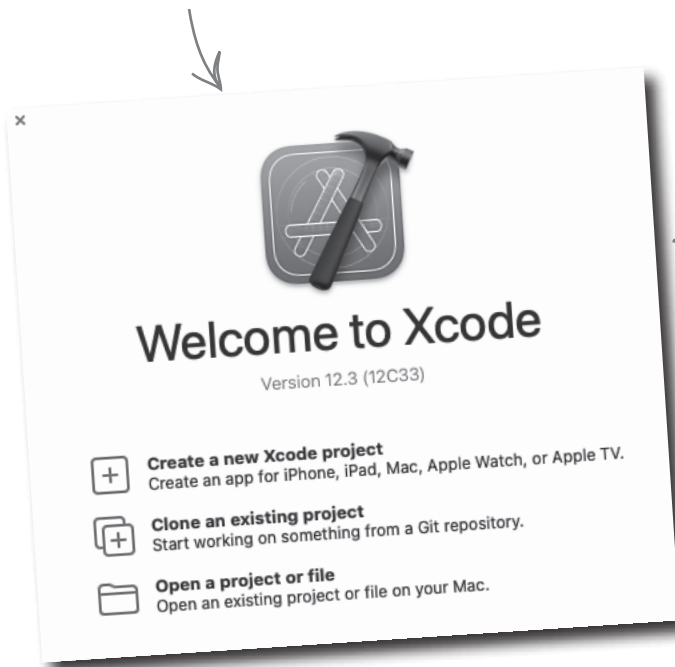 Welcome to Xcode
Version 12.3 (12C33)
Create a new Xcode project
Create an app for iPhone, iPad, Mac, Apple Watch, or Apple TV.
Clone an existing project
Start working on something from a Git repository.
Open a project or file
Open an existing project or file on your Mac.